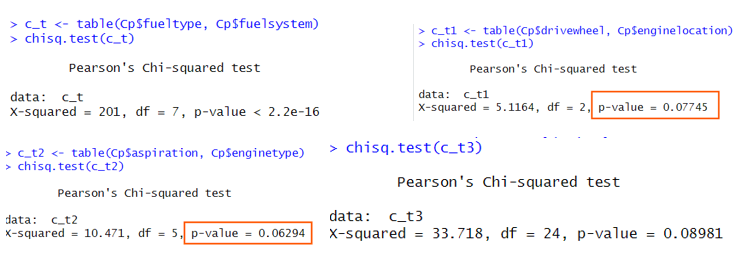 > c_t <- table(Cp$fueltype, Cp$fuelsystem)
> chisq.test(c_t)
Pearson's Chi-squared test
data:  c_t
X-squared = 201, df = 7, p-value < 2.2e-16
> c_t1 <- table(Cp$drivewheel, Cp$enginelocation)
> chisq.test(c_t1)
Pearson's Chi-squared test
data:  c_t1
X-squared = 5.1164, df = 2, p-value = 0.07745
> c_t2 <- table(Cp$aspiration, Cp$enginetype)
> chisq.test(c_t2)
Pearson's Chi-squared test
data:  c_t2
X-squared = 10.471, df = 5, p-value = 0.06294
> chisq.test(c_t3)
Pearson's Chi-squared test
data:  c_t3
X-squared = 33.718, df = 24, p-value = 0.08981